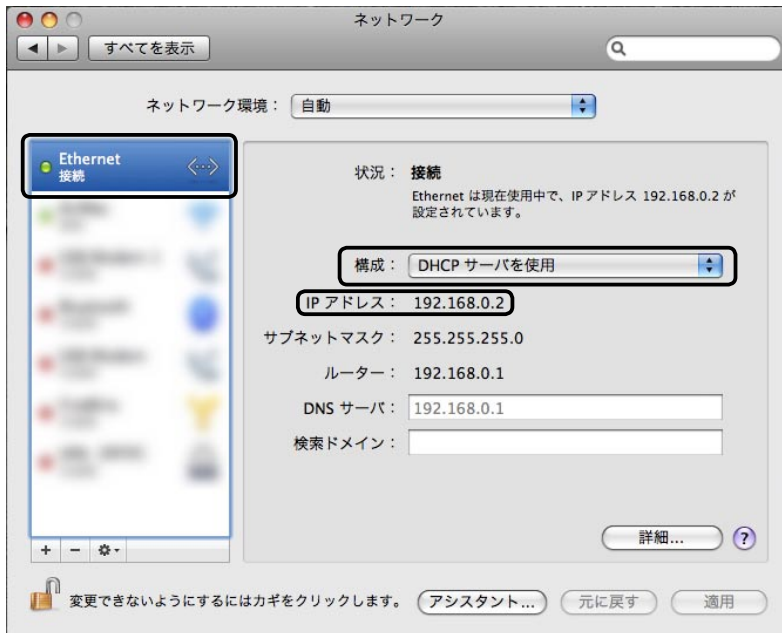 ネットワーク
すべてを表示
ネットワーク環境： 自動
Ethernet
接続
状況： 接続
Ethernet は現在使用中で、IP アドレス 192.168.0.2 が
設定されています。
構成： DHCP サーバを使用
IP アドレス： 192.168.0.2
サブネットマスク： 255.255.255.0
ルーター： 192.168.0.1
DNS サーバ： 192.168.0.1
検索ドメイン：
詳細... ?
変更できないようにするにはカギをクリックします。 アシスタント... 元に戻す 適用